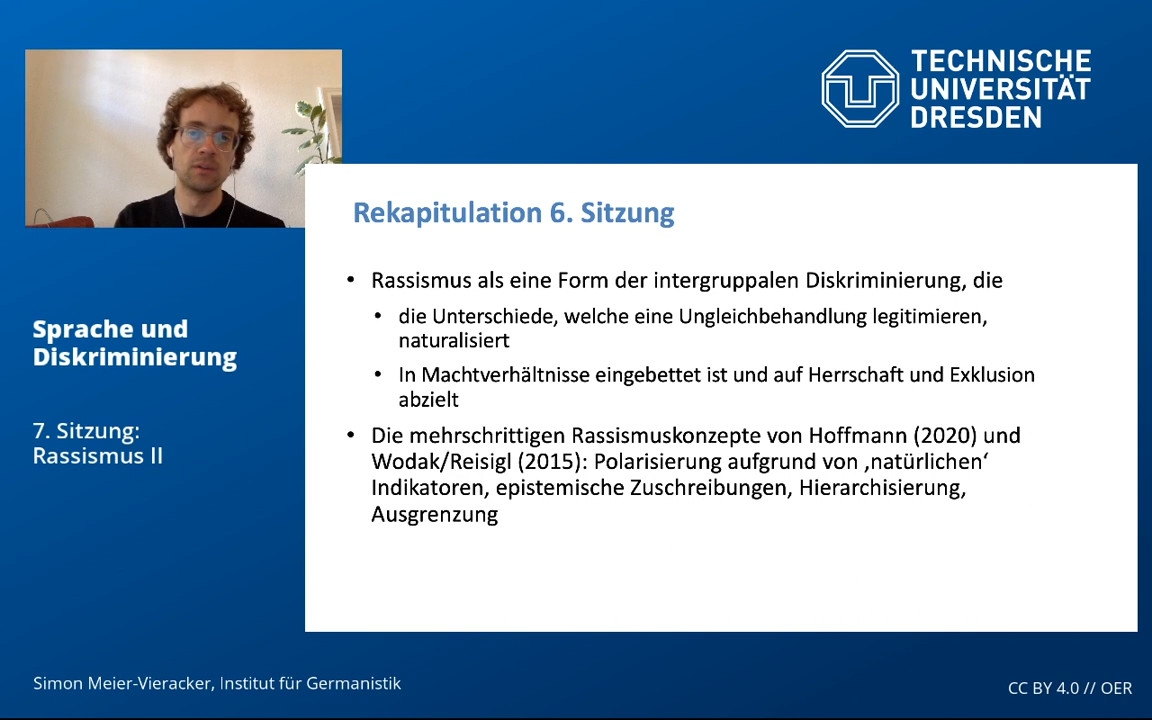 TECHNISCHE
UNIVERSITÄT
DRESDEN
Rekapitulation 6. Sitzung
• Rassismus als eine Form der intergruppalen Diskriminierung, die
• die Unterschiede, welche eine Ungleichbehandlung legitimieren,
naturalisiert
• In Machtverhältnisse eingebettet ist und auf Herrschaft und Exklusion
abzielt
• Die mehrschrittigen Rassismuskonzepte von Hoffmann (2020) und
Wodak/Reisigl (2015): Polarisierung aufgrund von ‚natürlichen‘
Indikatoren, epistemische Zuschreibungen, Hierarchisierung,
Ausgrenzung
Sprache und
Diskriminierung
7. Sitzung:
Rassismus II
Simon Meier-Vieracker, Institut für Germanistik
CC BY 4.0 // OER